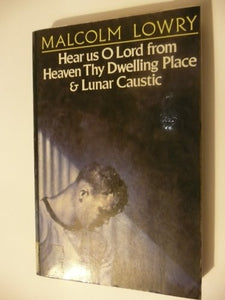 MALCOLM LOWRY
Hear us O Lord from
Heaven Thy Dwelling Place
& Lunar Caustic